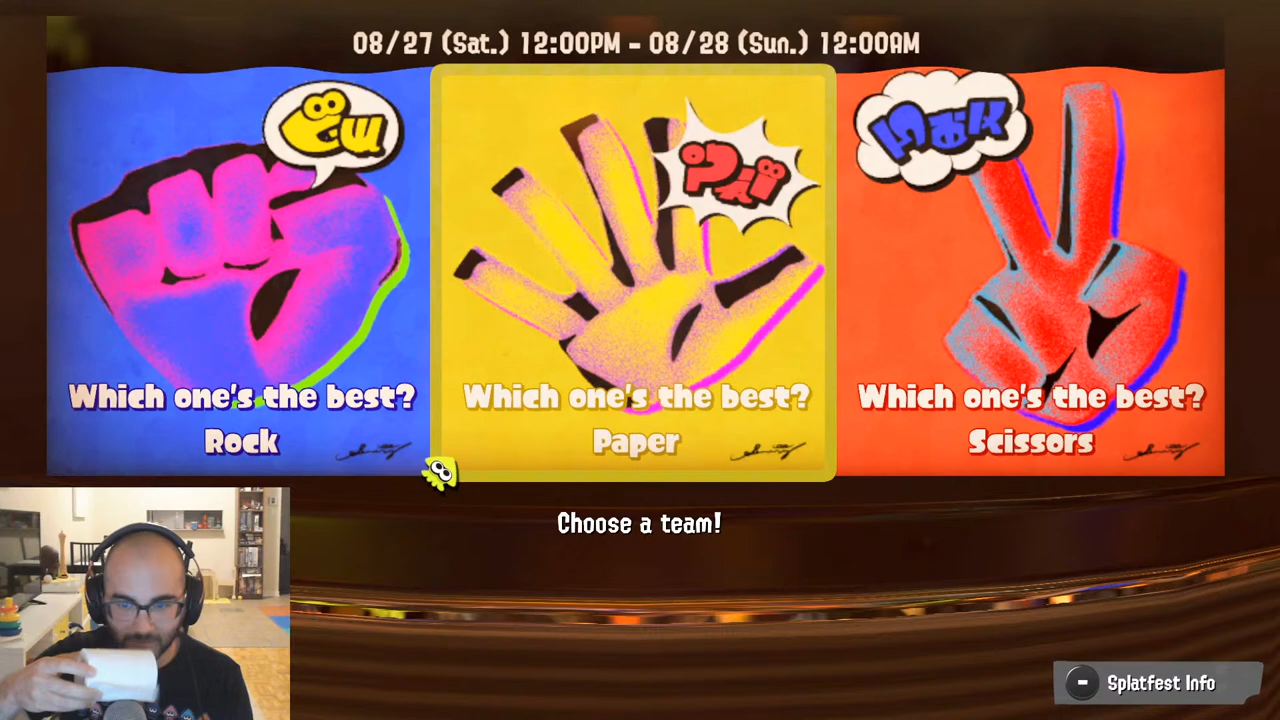 08/27 (Sat.) 12:00PM – 08/28 (Sun.) 12:00AM
Which one's the best?
Rock
Which one's the best?
Paper
Which one's the best?
Scissors
Choose a team!
Splatfest Info